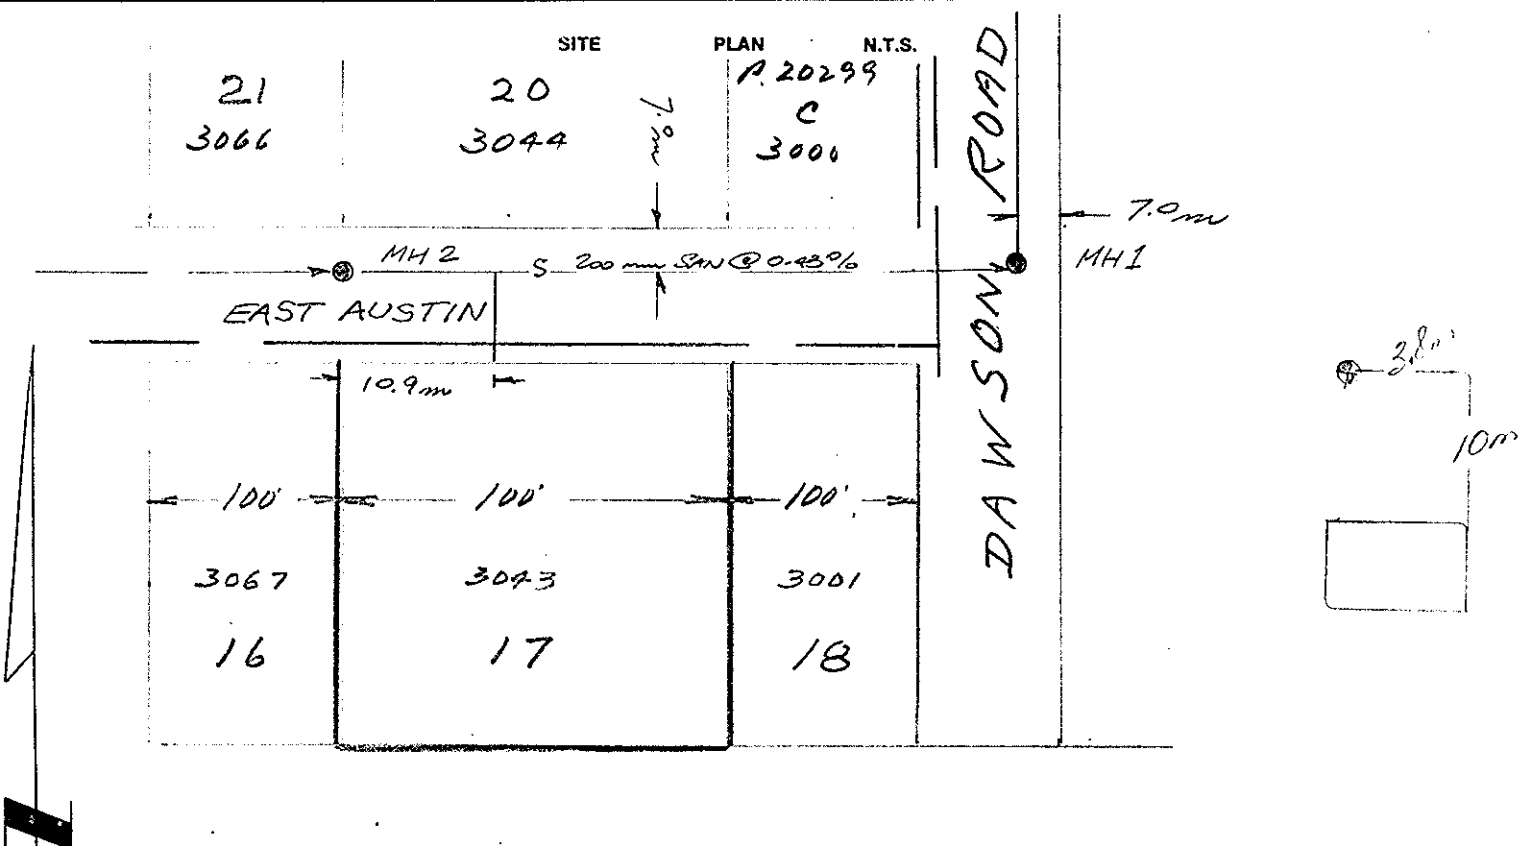 SITE PLAN N.T.S.
21
3066
20
3044
7.0m
P. 20299
C
3000
DAWSON ROAD
7.0m
MH 2
S 200 mm SAN @ 0.43%
MH1
EAST AUSTIN
10.9m
3.8m
10m
100'
100'
100'
3067
3043
3001
16
17
18